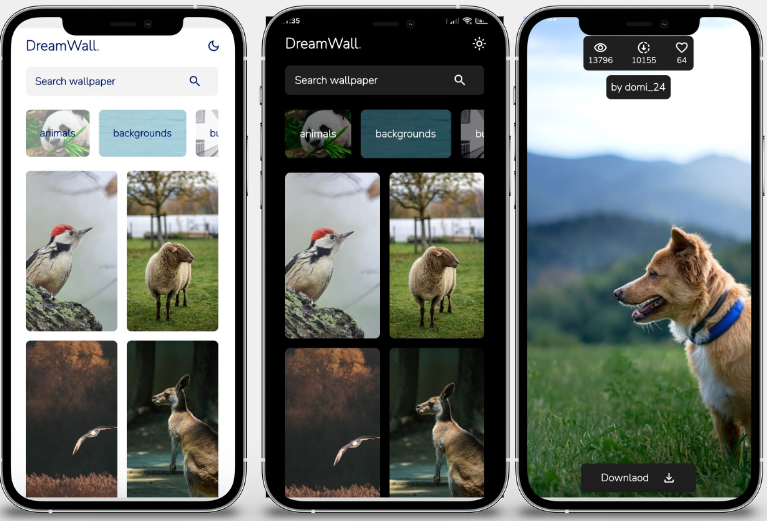 DreamWall.
Search wallpaper
animals
backgrounds
bu
:35
DreamWall.
Search wallpaper
animals
backgrounds
bu
13796
10155
64
by domi_24
Downlaod